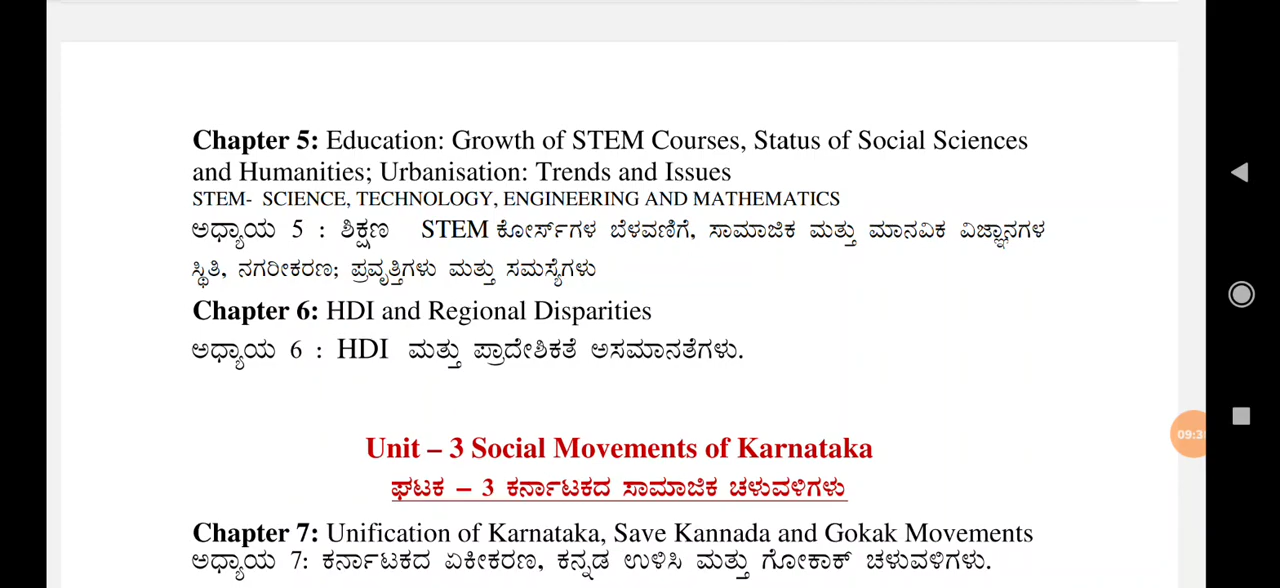 Chapter 5: Education: Growth of STEM Courses, Status of Social Sciences
and Humanities; Urbanisation: Trends and Issues
STEM- SCIENCE, TECHNOLOGY, ENGINEERING AND MATHEMATICS
ಅಧ್ಯಾಯ 5 : ಶಿಕ್ಷಣ STEM ಕೋರ್ಸ್‌ಗಳ ಬೆಳವಣಿಗೆ, ಸಾಮಾಜಿಕ ಮತ್ತು ಮಾನವಿಕ ವಿಜ್ಞಾನಗಳ
ಸ್ಥಿತಿ, ನಗರೀಕರಣ; ಪ್ರವೃತ್ತಿಗಳು ಮತ್ತು ಸಮಸ್ಯೆಗಳು
Chapter 6: HDI and Regional Disparities
ಅಧ್ಯಾಯ 6 : HDI ಮತ್ತು ಪ್ರಾದೇಶಿಕತೆ ಅಸಮಾನತೆಗಳು.
Unit – 3 Social Movements of Karnataka
ಘಟಕ – 3 ಕರ್ನಾಟಕದ ಸಾಮಾಜಿಕ ಚಳುವಳಿಗಳು
Chapter 7: Unification of Karnataka, Save Kannada and Gokak Movements
ಅಧ್ಯಾಯ 7: ಕರ್ನಾಟಕದ ಏಕೀಕರಣ, ಕನ್ನಡ ಉಳಿಸಿ ಮತ್ತು ಗೋಕಾಕ್ ಚಳುವಳಿಗಳು.